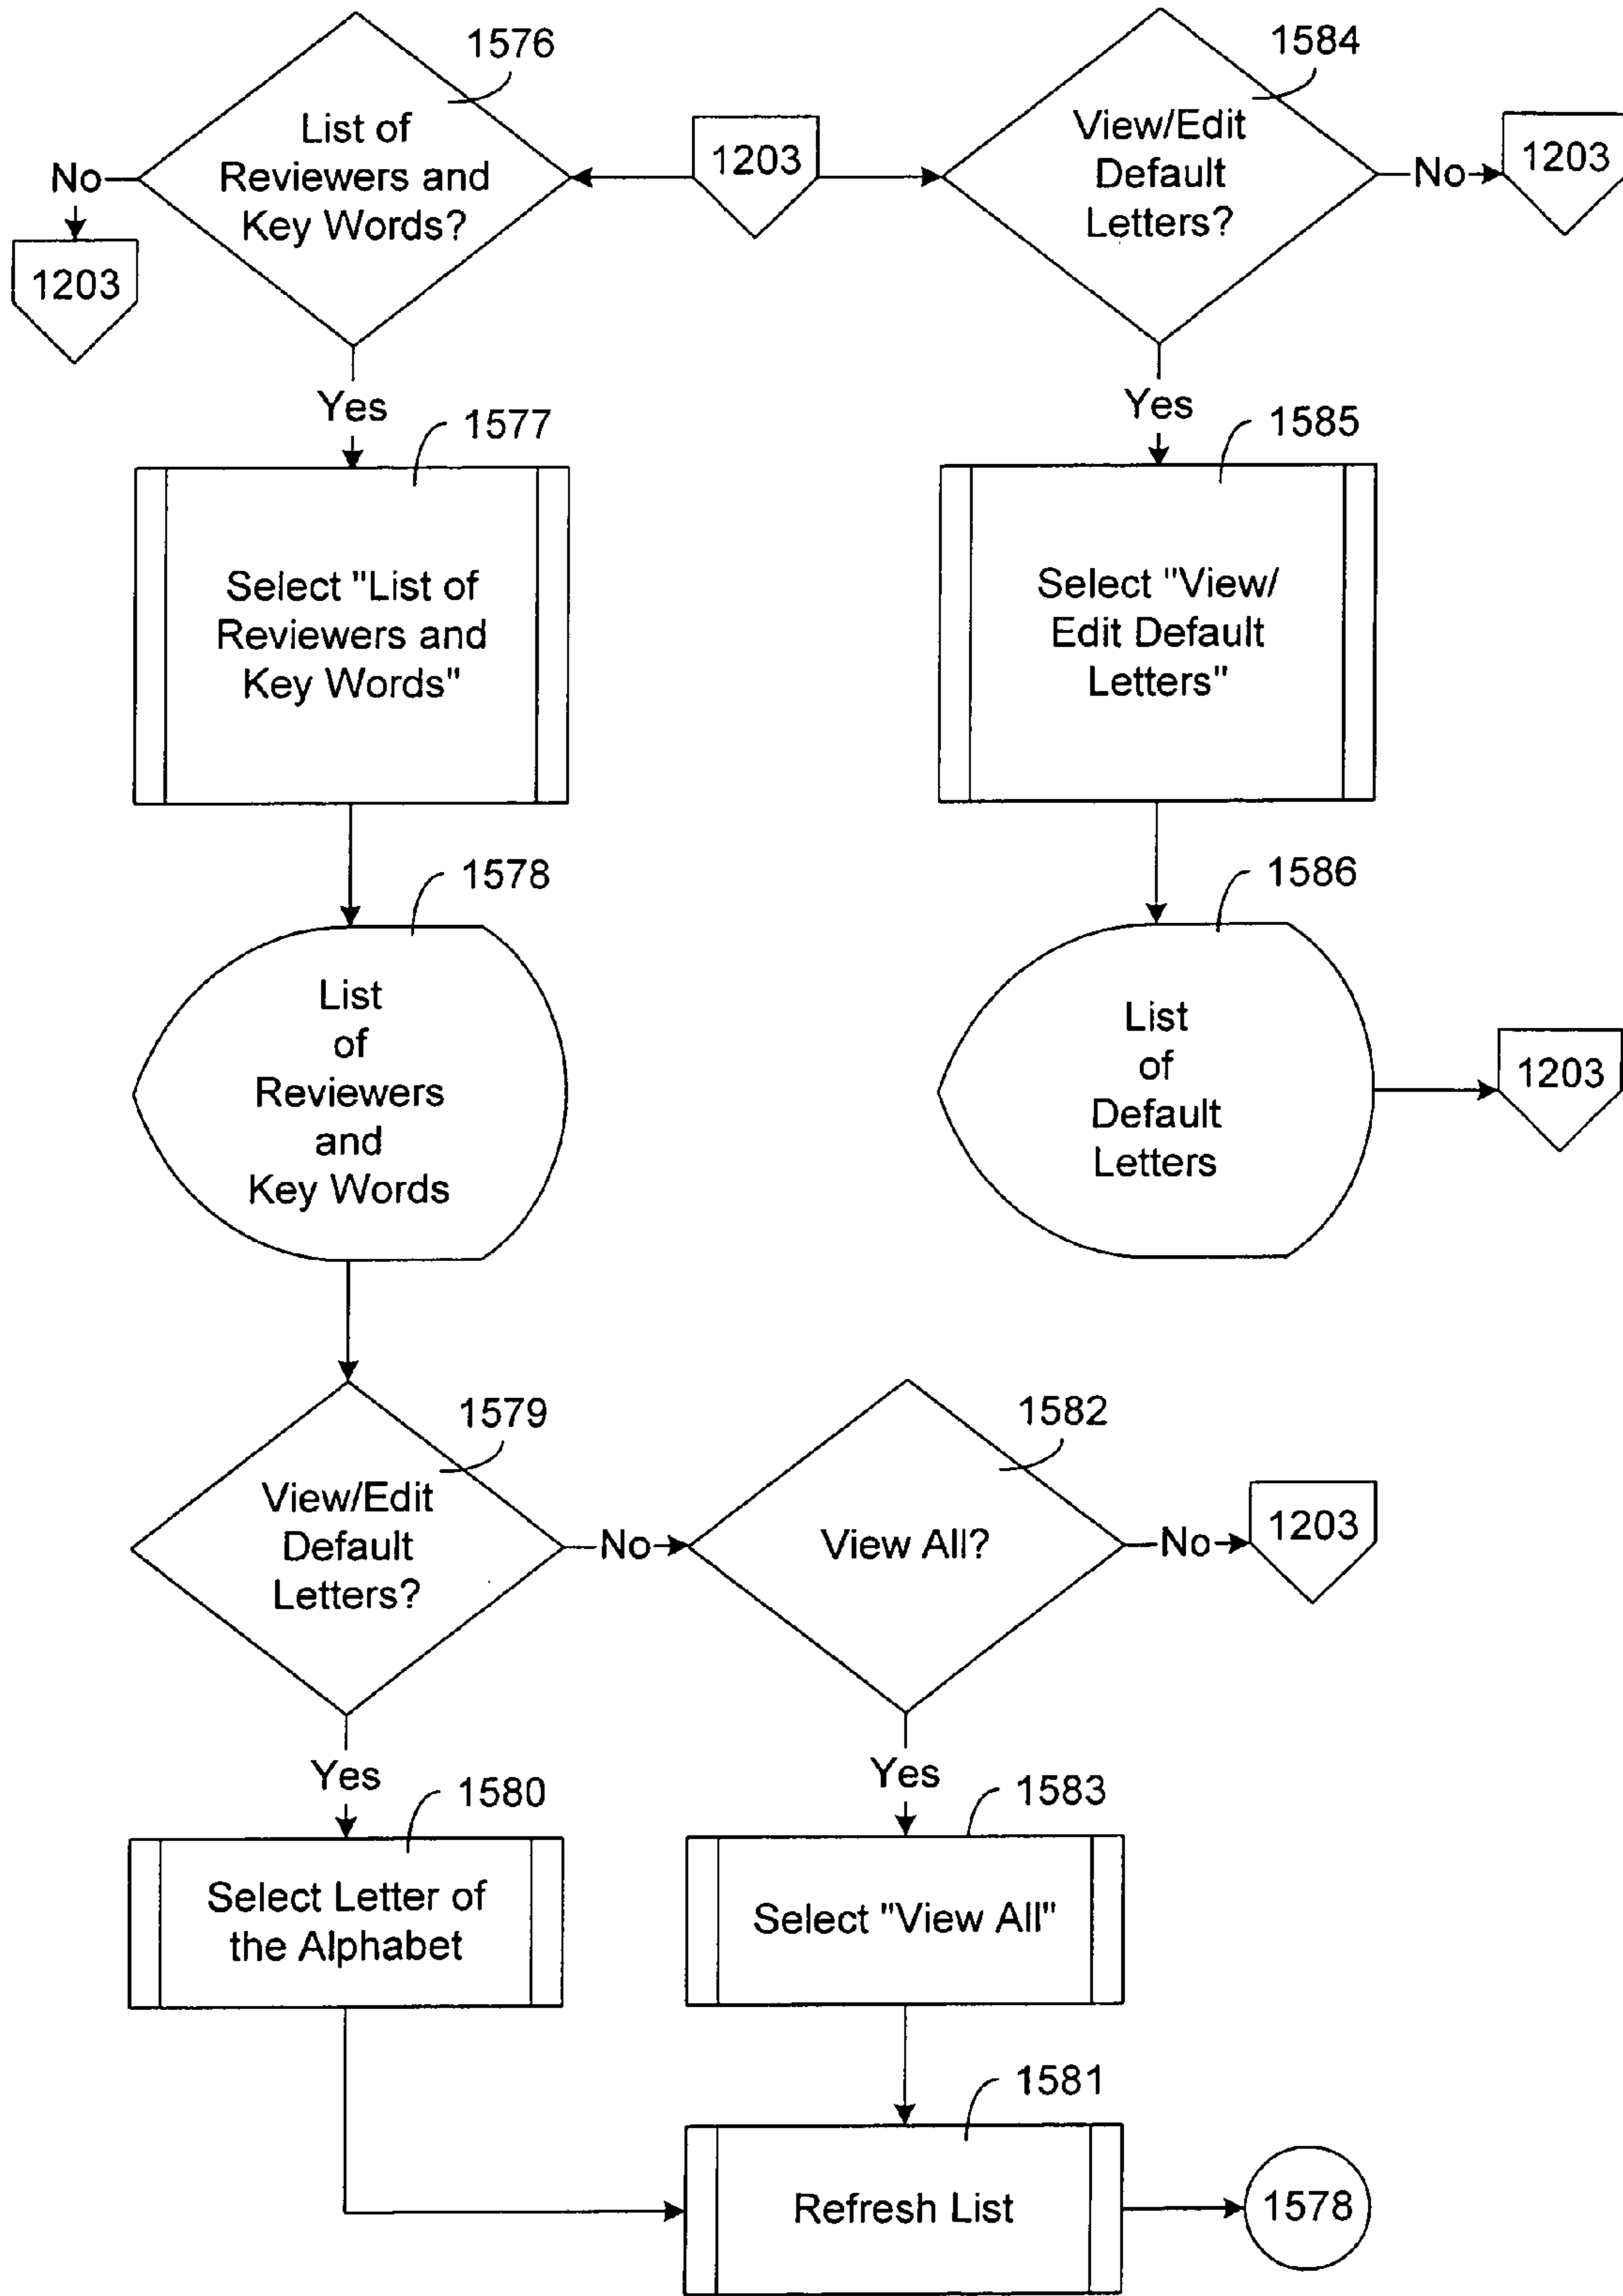 1576
1584
List of
Reviewers and
Key Words?
1203
View/Edit
Default
Letters?
No
1203
No
1203
Yes
Yes
1577
1585
Select "List of
Reviewers and
Key Words"
Select "View/
Edit Default
Letters"
1578
1586
List
of
Reviewers
and
Key Words
List
of
Default
Letters
1203
1579
1582
View/Edit
Default
Letters?
No
View All?
No
1203
Yes
Yes
1580
1583
Select Letter of
the Alphabet
Select "View All"
1581
Refresh List
1578